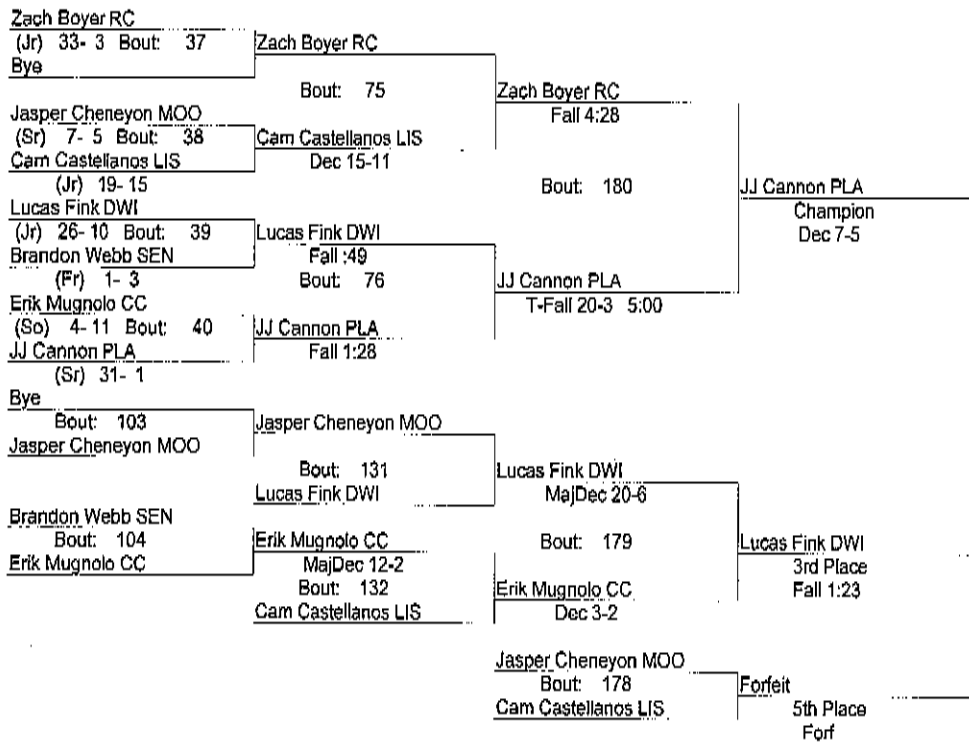 Zach Boyer RC
(Jr) 33- 3 Bout: 37
Bye
Zach Boyer RC
Bout: 75
Jasper Cheneyon MOO
(Sr) 7- 5 Bout: 38
Cam Castellanos LIS
(Jr) 19- 15
Cam Castellanos LIS
Dec 15-11
Zach Boyer RC
Fall 4:28
Bout: 180
Lucas Fink DWI
(Jr) 26- 10 Bout: 39
Brandon Webb SEN
(Fr) 1- 3
Lucas Fink DWI
Fall :49
Bout: 76
Erik Mugnolo CC
(So) 4- 11 Bout: 40
JJ Cannon PLA
(Sr) 31- 1
JJ Cannon PLA
Fall 1:28
JJ Cannon PLA
T-Fall 20-3 5:00
JJ Cannon PLA
Champion
Dec 7-5
Bye
Bout: 103
Jasper Cheneyon MOO
Jasper Cheneyon MOO
Bout: 131
Lucas Fink DWI
Lucas Fink DWI
MajDec 20-6
Bout: 179
Brandon Webb SEN
Bout: 104
Erik Mugnolo CC
Erik Mugnolo CC
MajDec 12-2
Bout: 132
Cam Castellanos LIS
Erik Mugnolo CC
Dec 3-2
Lucas Fink DWI
3rd Place
Fall 1:23
Jasper Cheneyon MOO
Bout: 178
Cam Castellanos LIS
Forfeit
5th Place
Forf